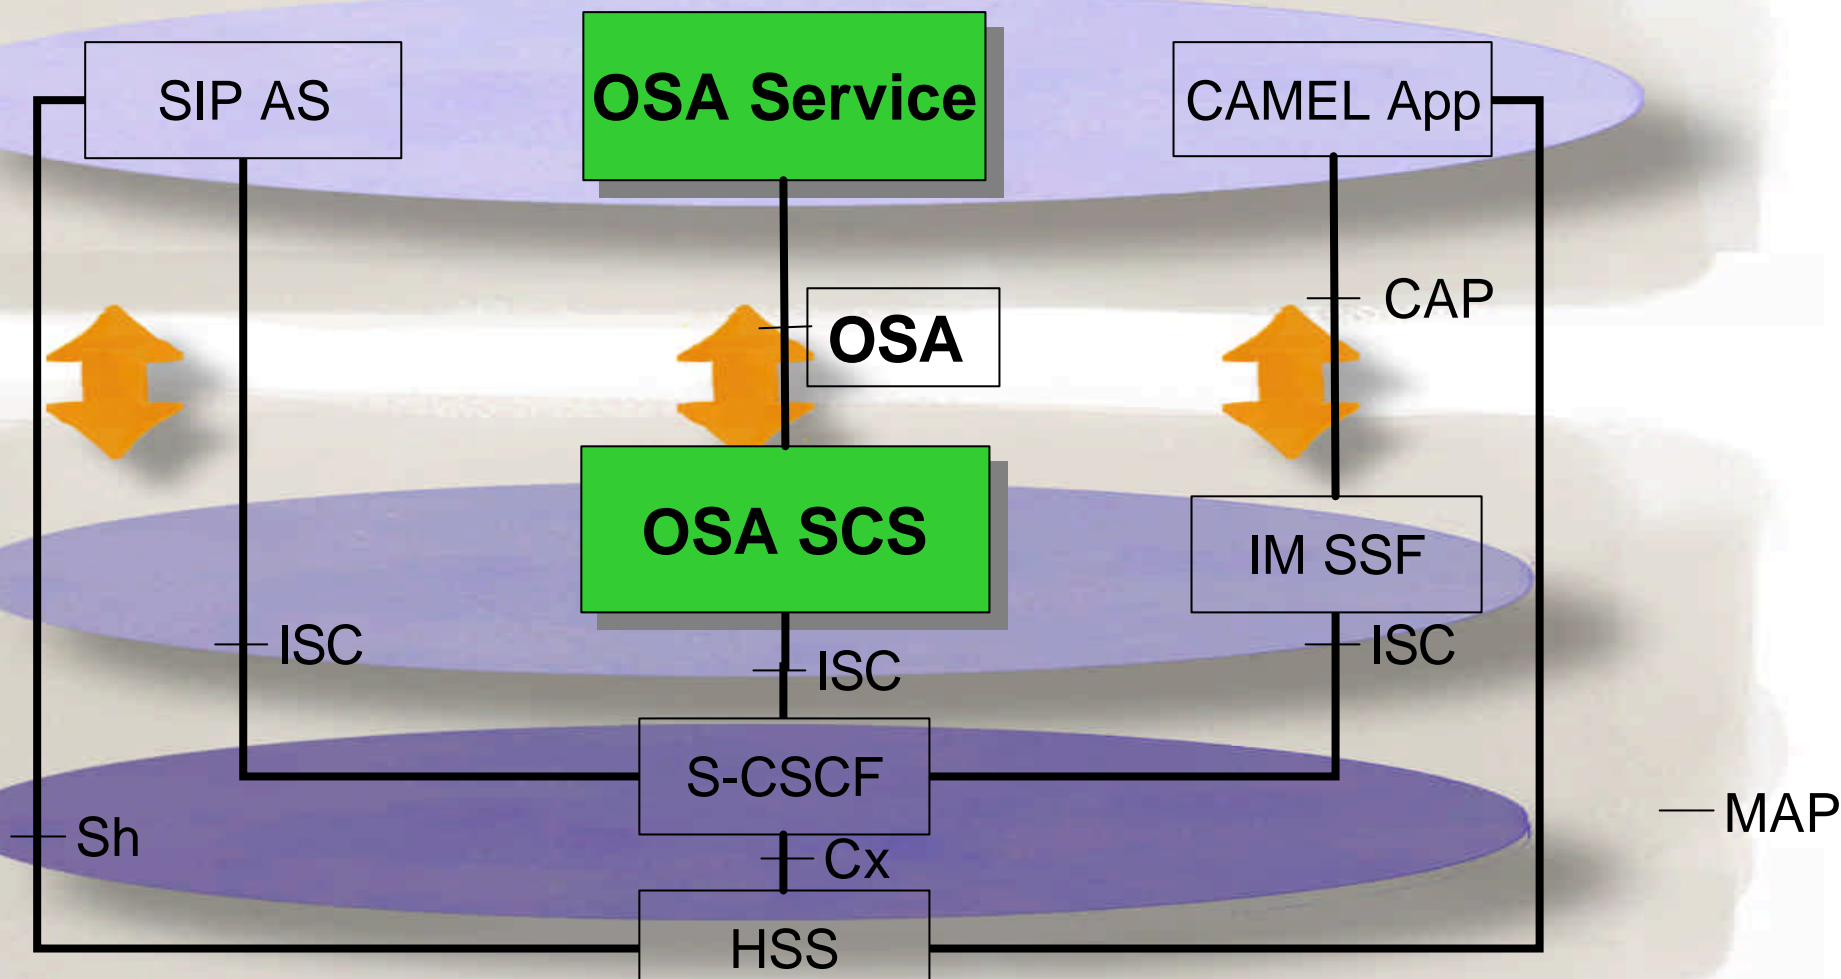 SIP AS
OSA Service
CAMEL App
CAP
OSA
OSA SCS
IM SSF
ISC
ISC
ISC
S-CSCF
MAP
Sh
Cx
HSS